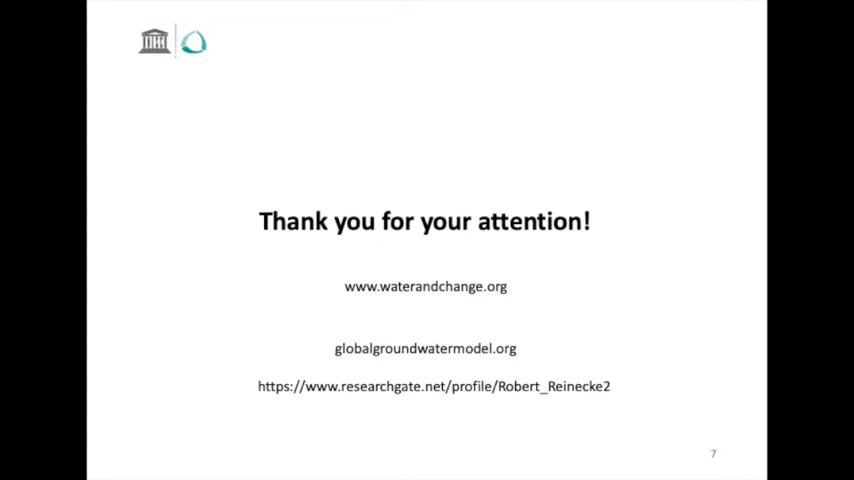 Thank you for your attention!
www.waterandchange.org
globalgroundwatermodel.org
https://www.researchgate.net/profile/Robert_Reinecke2
7